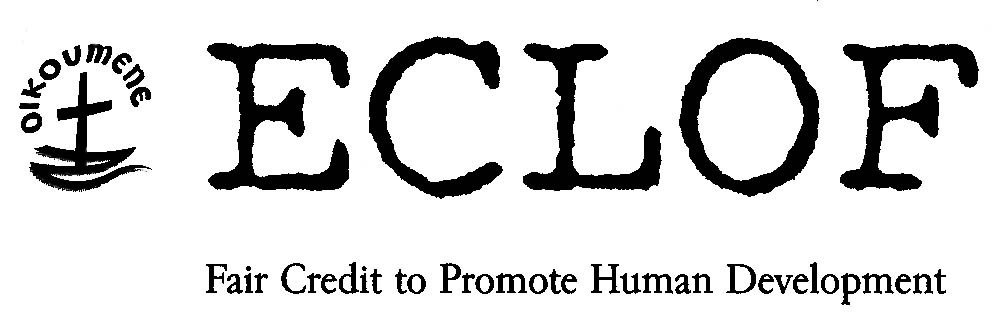 OIKOUMENE
ECLOF
Fair Credit to Promote Human Development